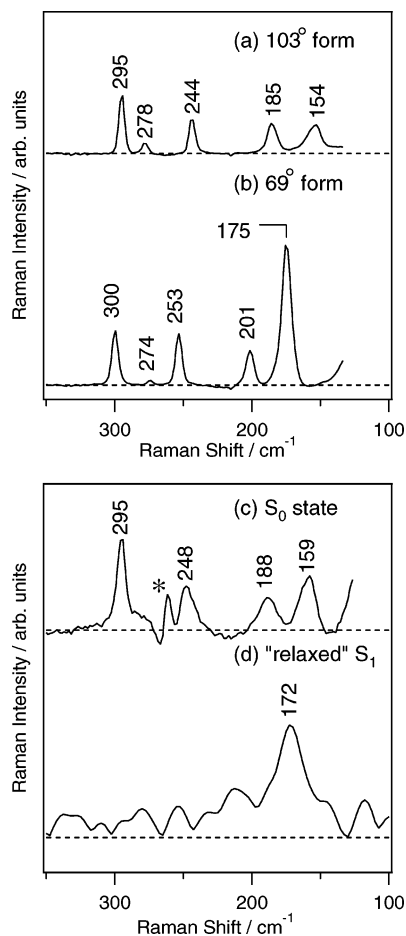 (a) 103° form
295
278
244
185
154
(b) 69° form
175
300
274
253
201
Raman Intensity / arb. units
300
200
100
Raman Shift / cm⁻¹
(c) S₀ state
295
*
248
188
159
(d) "relaxed" S₁
172
Raman Intensity / arb. units
300
200
100
Raman Shift / cm⁻¹